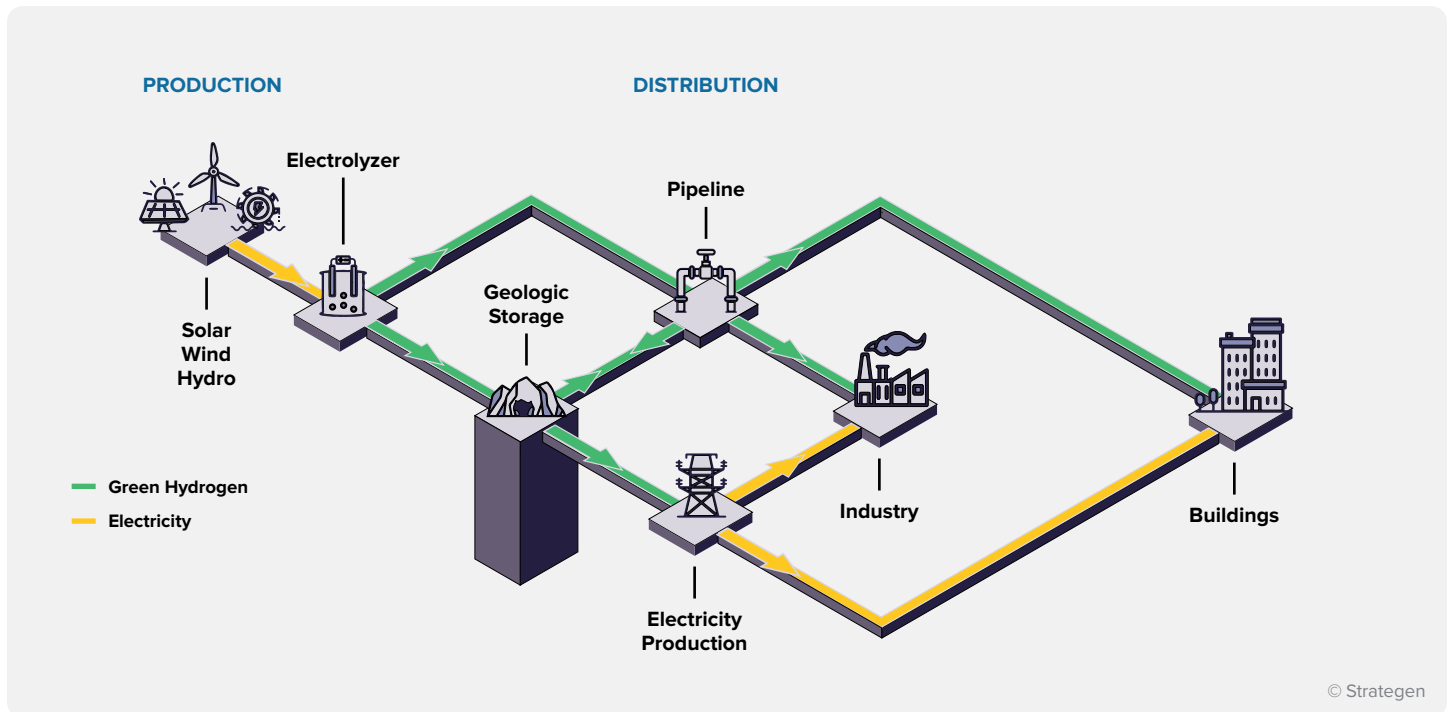 PRODUCTION
DISTRIBUTION
Electrolyzer
Pipeline
Solar
Wind
Hydro
Geologic
Storage
Green Hydrogen
Electricity
Industry
Buildings
Electricity
Production
© Strategen